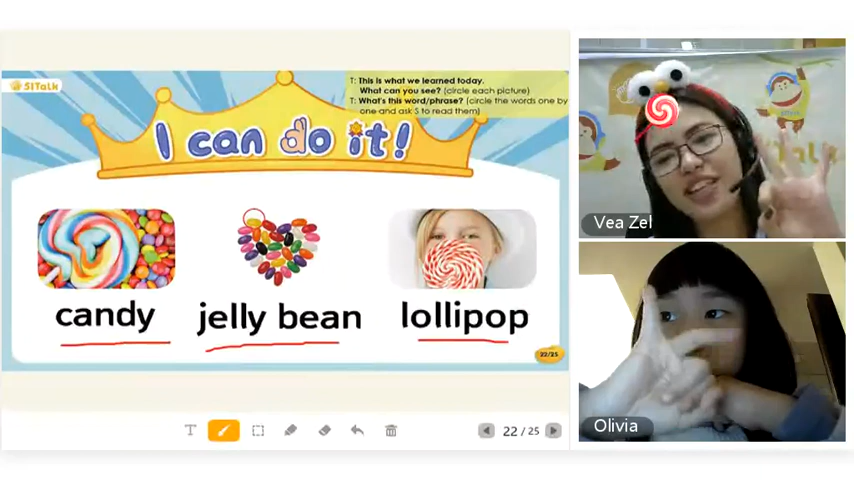 51Talk
T: This is what we learned today.
What can you see? (circle each picture)
T: What's this word/phrase? (circle the words one by
one and ask S to read them)
I can do it!
candy
jelly bean
lollipop
22/25
T
22 / 25
Vea Zel
Olivia